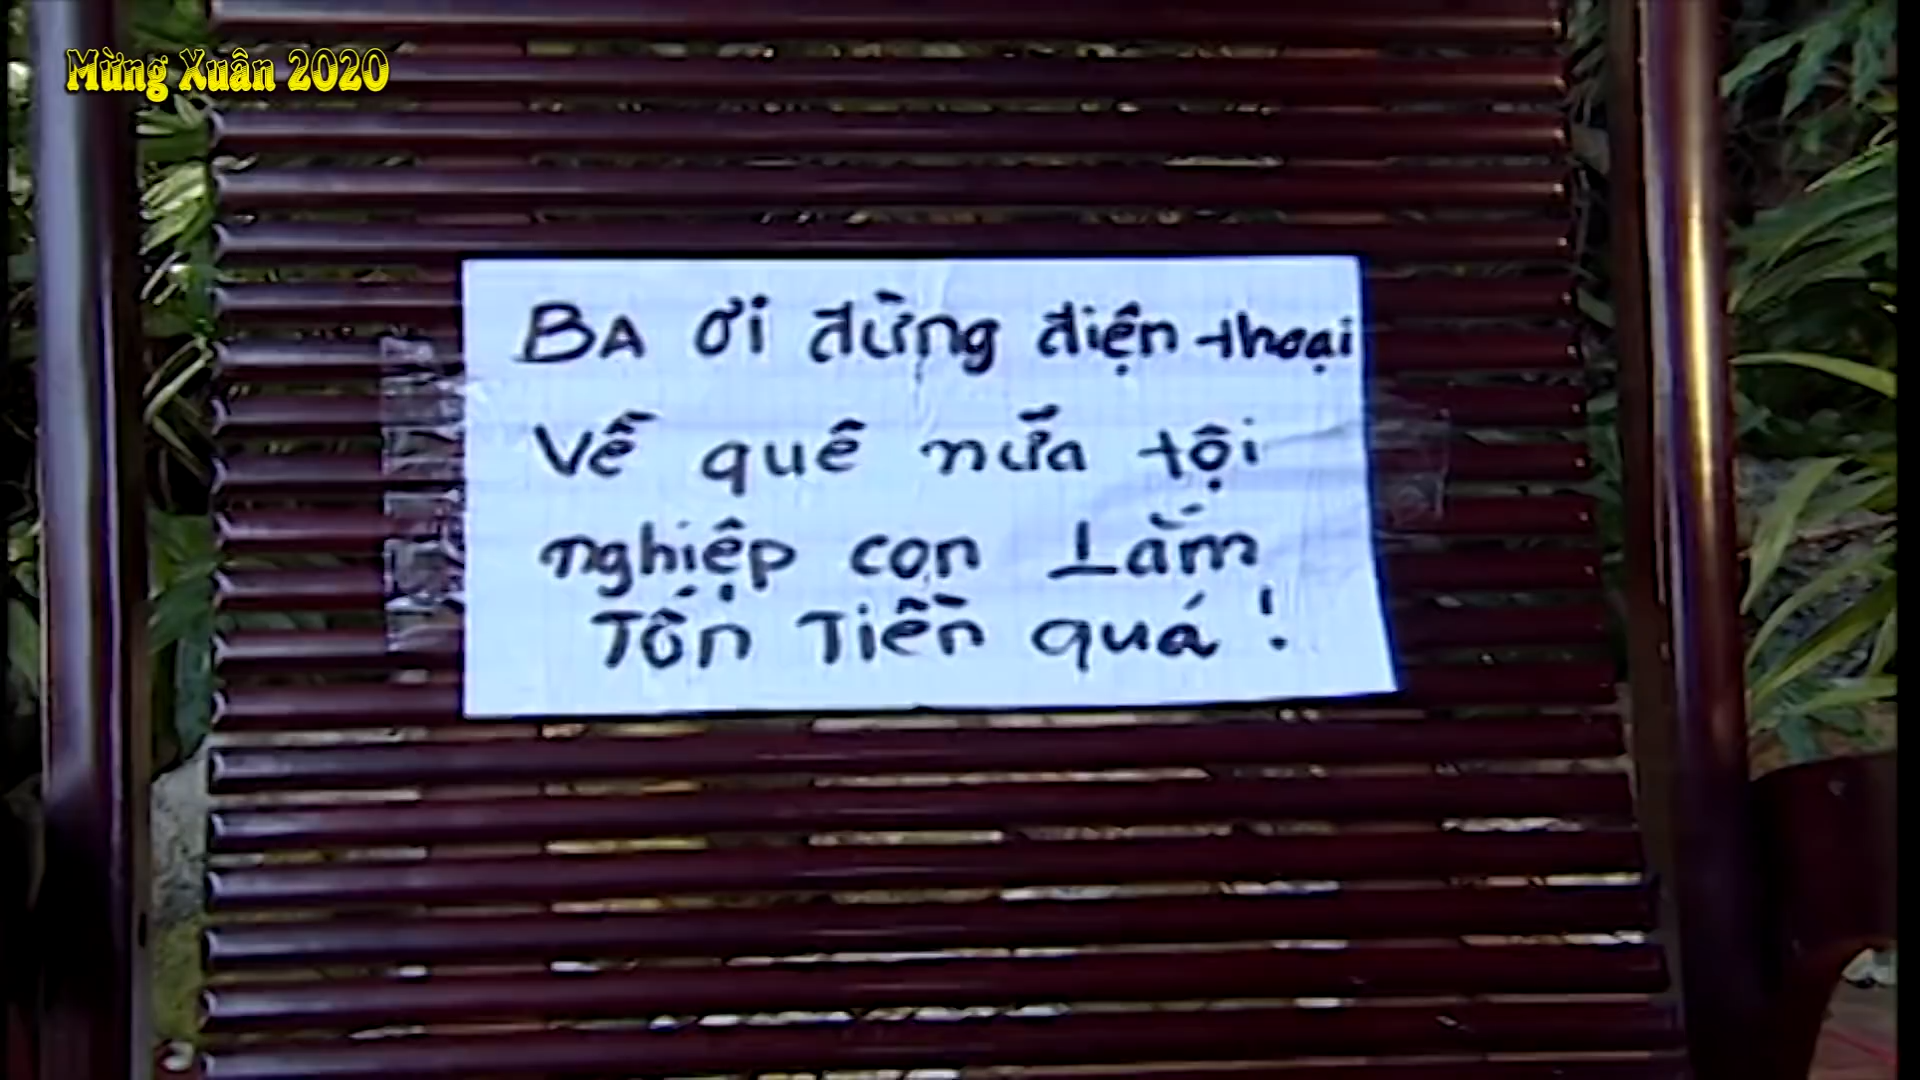 Mừng Xuân 2020
BA ơi đừng điện thoại
Về quê nữa tội
nghiệp con Lắm
Tốn Tiền quá !